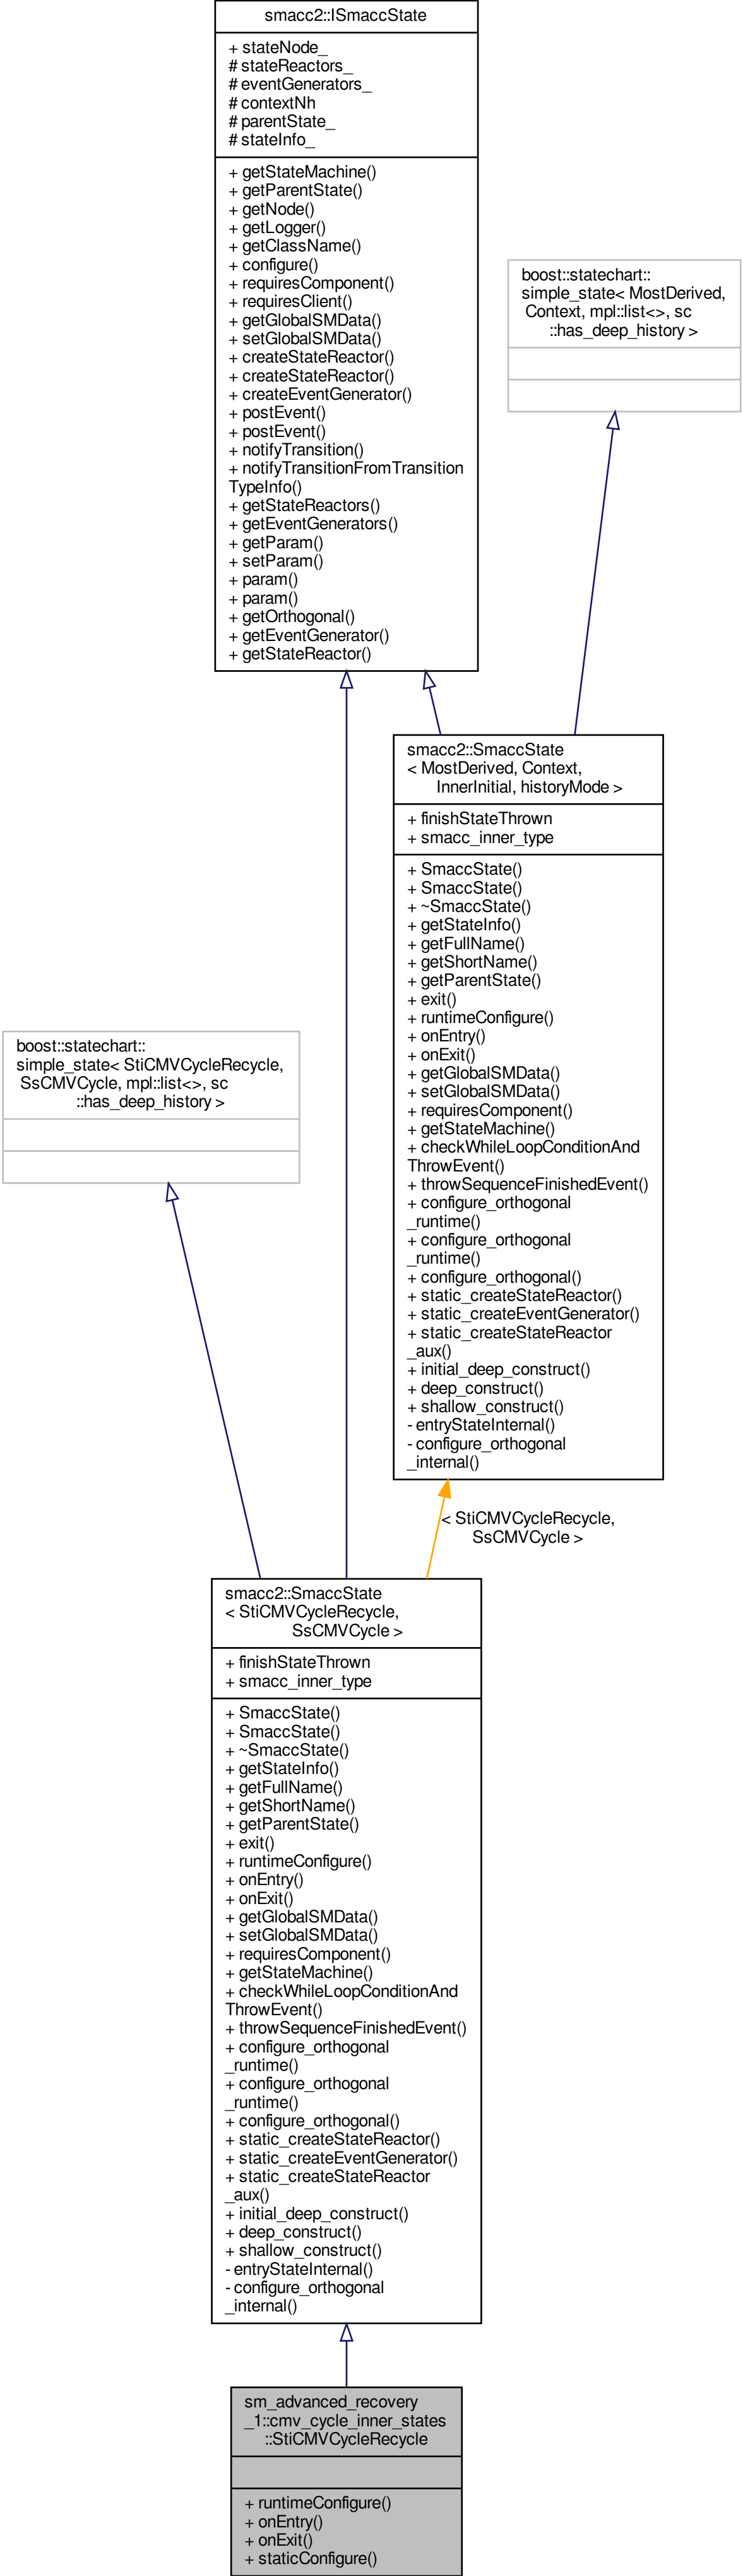 smacc2::ISmaccState
+ stateNode_
# stateReactors_
# eventGenerators_
# contextNh
# parentState_
# stateInfo_
+ getStateMachine()
+ getParentState()
+ getNode()
+ getLogger()
+ getClassName()
+ configure()
+ requiresComponent()
+ requiresClient()
+ getGlobalSMData()
+ setGlobalSMData()
+ createStateReactor()
+ createStateReactor()
+ createEventGenerator()
+ postEvent()
+ postEvent()
+ notifyTransition()
+ notifyTransitionFromTransition
TypeInfo()
+ getStateReactors()
+ getEventGenerators()
+ getParam()
+ setParam()
+ param()
+ param()
+ getOrthogonal()
+ getEventGenerator()
+ getStateReactor()
boost::statechart::
simple_state< MostDerived,
Context, mpl::list<>, sc
::has_deep_history >
smacc2::SmaccState
< MostDerived, Context,
InnerInitial, historyMode >
+ finishStateThrown
+ smacc_inner_type
+ SmaccState()
+ SmaccState()
+ ~SmaccState()
+ getStateInfo()
+ getFullName()
+ getShortName()
+ getParentState()
+ exit()
+ runtimeConfigure()
+ onEntry()
+ onExit()
+ getGlobalSMData()
+ setGlobalSMData()
+ requiresComponent()
+ getStateMachine()
+ checkWhileLoopConditionAnd
ThrowEvent()
+ throwSequenceFinishedEvent()
+ configure_orthogonal
_runtime()
+ configure_orthogonal
_runtime()
+ configure_orthogonal()
+ static_createStateReactor()
+ static_createEventGenerator()
+ static_createStateReactor
_aux()
+ initial_deep_construct()
+ deep_construct()
+ shallow_construct()
- entryStateInternal()
- configure_orthogonal
_internal()
boost::statechart::
simple_state< StiCMVCycleRecycle,
SsCMVCycle, mpl::list<>, sc
::has_deep_history >
< StiCMVCycleRecycle,
SsCMVCycle >
smacc2::SmaccState
< StiCMVCycleRecycle,
SsCMVCycle >
+ finishStateThrown
+ smacc_inner_type
+ SmaccState()
+ SmaccState()
+ ~SmaccState()
+ getStateInfo()
+ getFullName()
+ getShortName()
+ getParentState()
+ exit()
+ runtimeConfigure()
+ onEntry()
+ onExit()
+ getGlobalSMData()
+ setGlobalSMData()
+ requiresComponent()
+ getStateMachine()
+ checkWhileLoopConditionAnd
ThrowEvent()
+ throwSequenceFinishedEvent()
+ configure_orthogonal
_runtime()
+ configure_orthogonal
_runtime()
+ configure_orthogonal()
+ static_createStateReactor()
+ static_createEventGenerator()
+ static_createStateReactor
_aux()
+ initial_deep_construct()
+ deep_construct()
+ shallow_construct()
- entryStateInternal()
- configure_orthogonal
_internal()
sm_advanced_recovery
_1::cmv_cycle_inner_states
::StiCMVCycleRecycle
+ runtimeConfigure()
+ onEntry()
+ onExit()
+ staticConfigure()